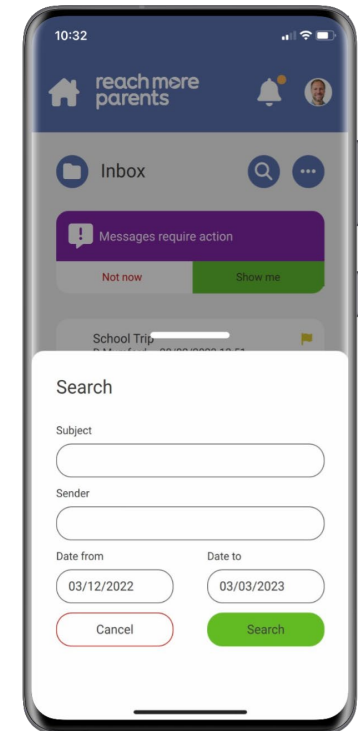 10:32
reach more
parents
Inbox
Messages require action
Not now
Show me
School Trip
Search
Subject
Sender
Date from
Date to
03/12/2022
03/03/2023
Cancel
Search